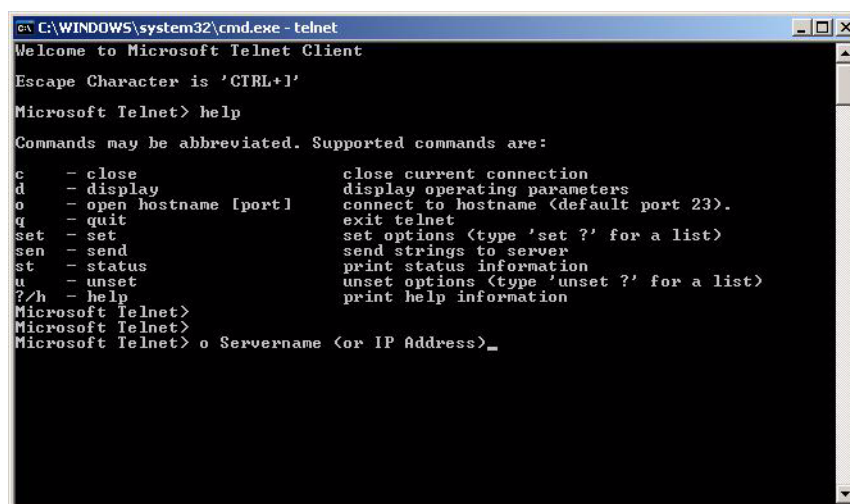 C:\WINDOWS\system32\cmd.exe - telnet
Welcome to Microsoft Telnet Client
Escape Character is 'CTRL+]'
Microsoft Telnet> help
Commands may be abbreviated. Supported commands are:
c    - close                    close current connection
d    - display                  display operating parameters
o    - open hostname [port]     connect to hostname (default port 23).
q    - quit                     exit telnet
set  - set                      set options (type 'set ?' for a list)
sen  - send                     send strings to server
st   - status                   print status information
u    - unset                    unset options (type 'unset ?' for a list)
?/h  - help                     print help information
Microsoft Telnet>
Microsoft Telnet>
Microsoft Telnet> o Servername (or IP Address)_